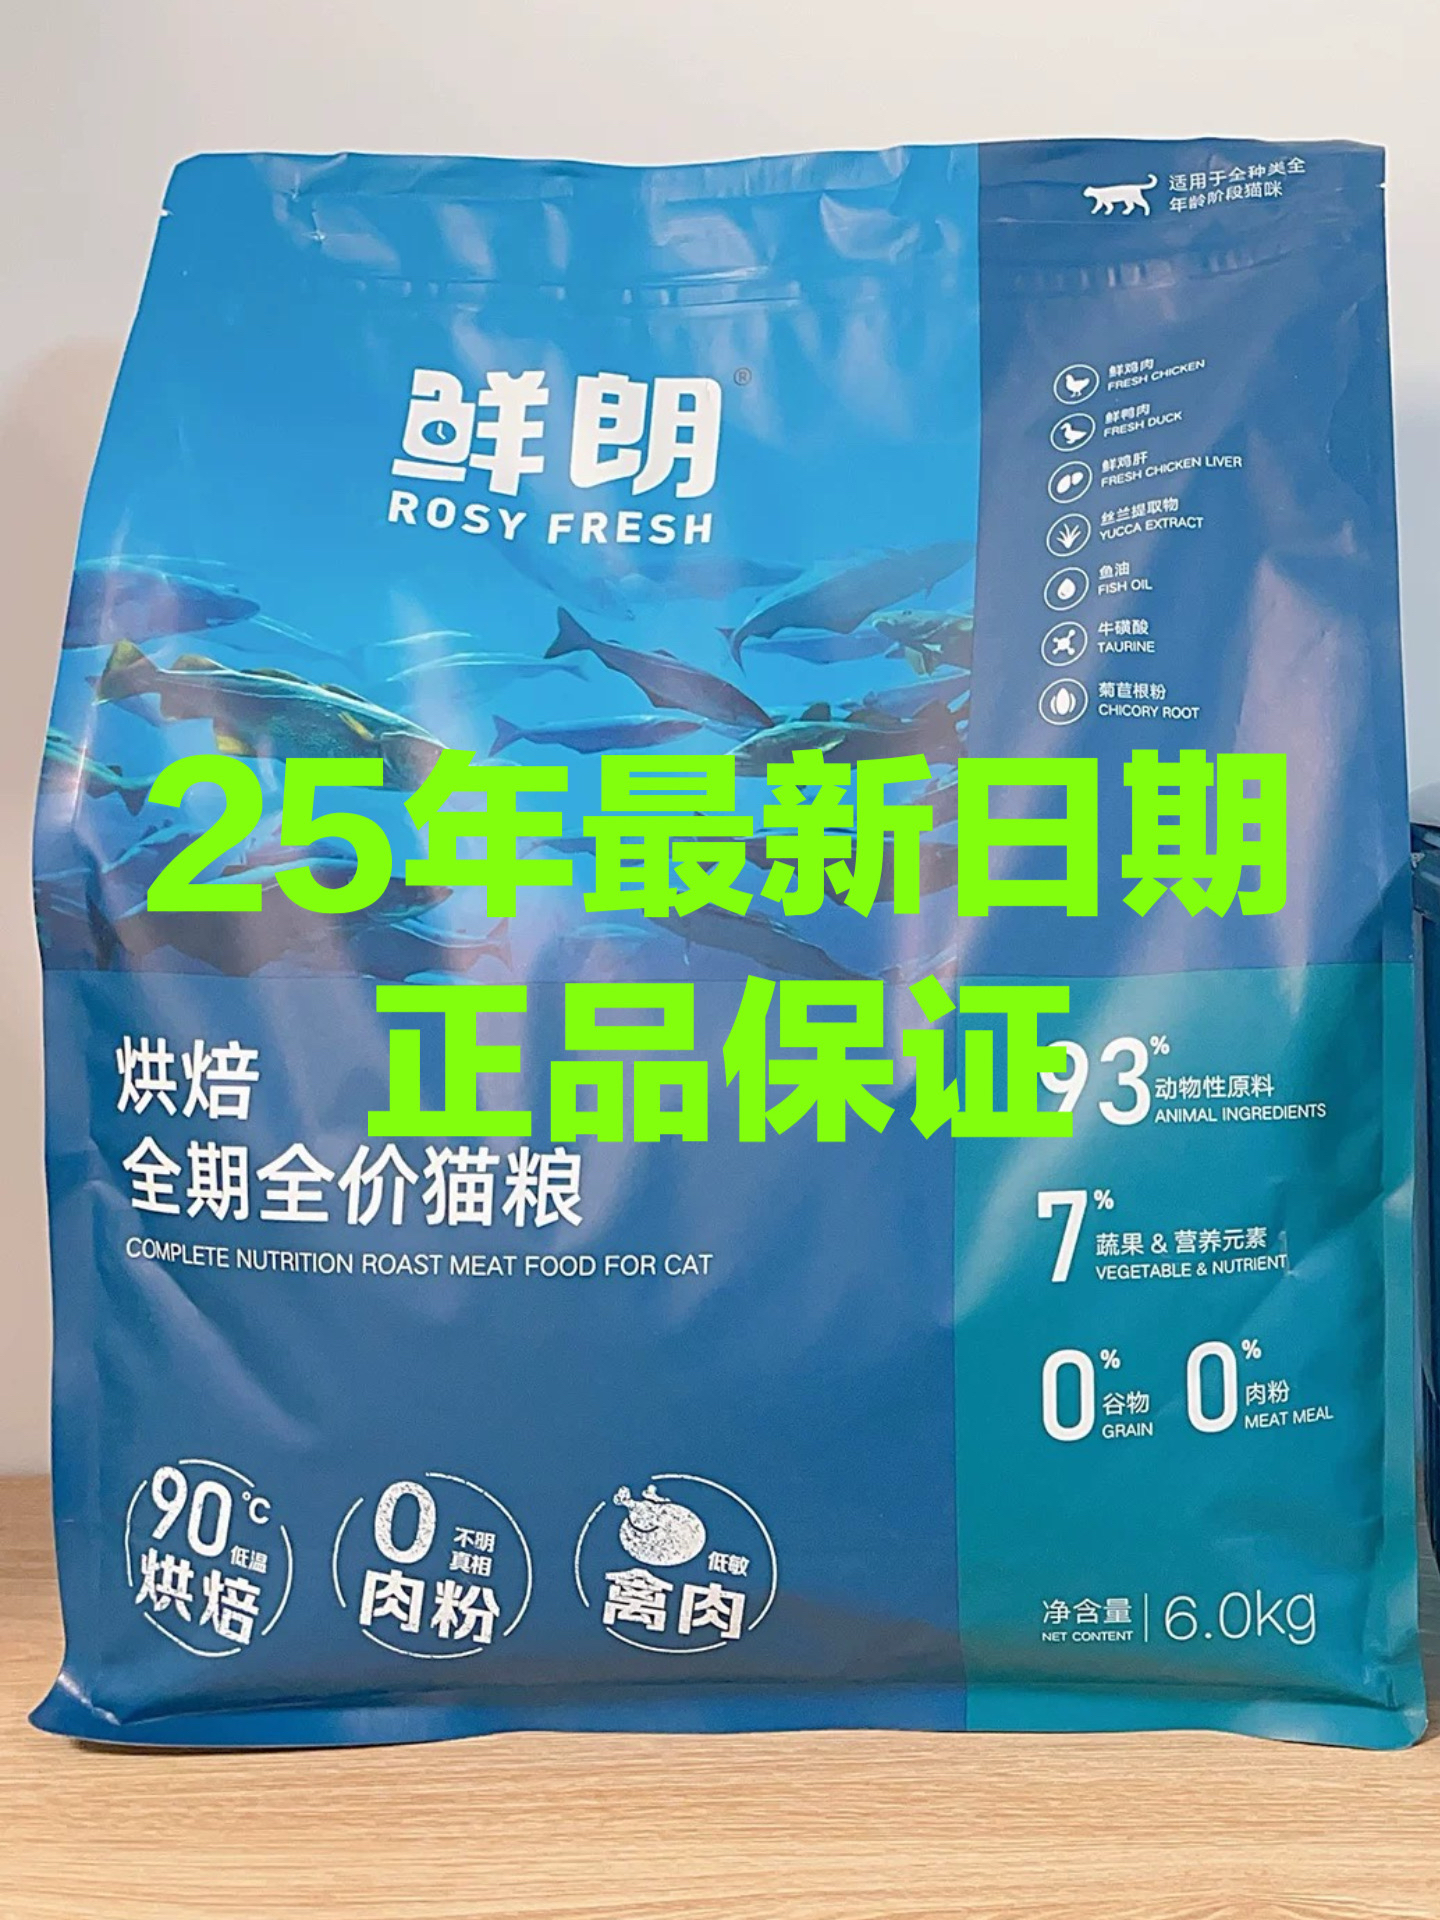 适用于全种类全
年龄阶段猫咪
鲜朗®
ROSY FRESH
鲜鸡肉
FRESH CHICKEN
鲜鸭肉
FRESH DUCK
鲜鸡肝
FRESH CHICKEN LIVER
丝兰提取物
YUCCA EXTRACT
鱼油
FISH OIL
牛磺酸
TAURINE
菊苣根粉
CHICORY ROOT
25年最新日期
正品保证
烘焙
全期全价猫粮
COMPLETE NUTRITION ROAST MEAT FOOD FOR CAT
93%
动物性原料
ANIMAL INGREDIENTS
7%
蔬果 & 营养元素
VEGETABLE & NUTRIENT
0%
谷物
GRAIN
0%
肉粉
MEAT MEAL
90°C
低温
烘焙
0
不明
真相
肉粉
低敏
禽肉
净含量
NET CONTENT
6.0kg